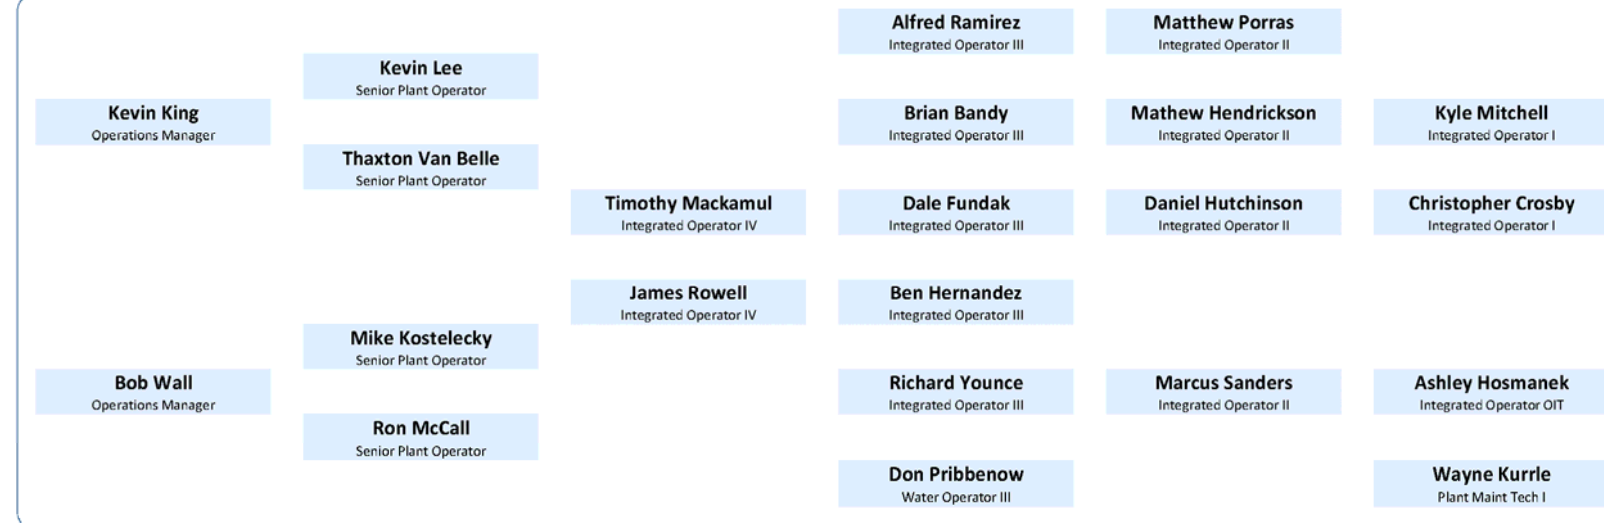 Kevin King
Operations Manager
Bob Wall
Operations Manager
Kevin Lee
Senior Plant Operator
Thaxton Van Belle
Senior Plant Operator
Mike Kostelecky
Senior Plant Operator
Ron McCall
Senior Plant Operator
Timothy Mackamul
Integrated Operator IV
James Rowell
Integrated Operator IV
Alfred Ramirez
Integrated Operator III
Brian Bandy
Integrated Operator III
Dale Fundak
Integrated Operator III
Ben Hernandez
Integrated Operator III
Richard Younce
Integrated Operator III
Don Pribbenow
Water Operator III
Matthew Porras
Integrated Operator II
Mathew Hendrickson
Integrated Operator II
Daniel Hutchinson
Integrated Operator II
Marcus Sanders
Integrated Operator II
Kyle Mitchell
Integrated Operator I
Christopher Crosby
Integrated Operator I
Ashley Hosmanek
Integrated Operator OIT
Wayne Kurrle
Plant Maint Tech I